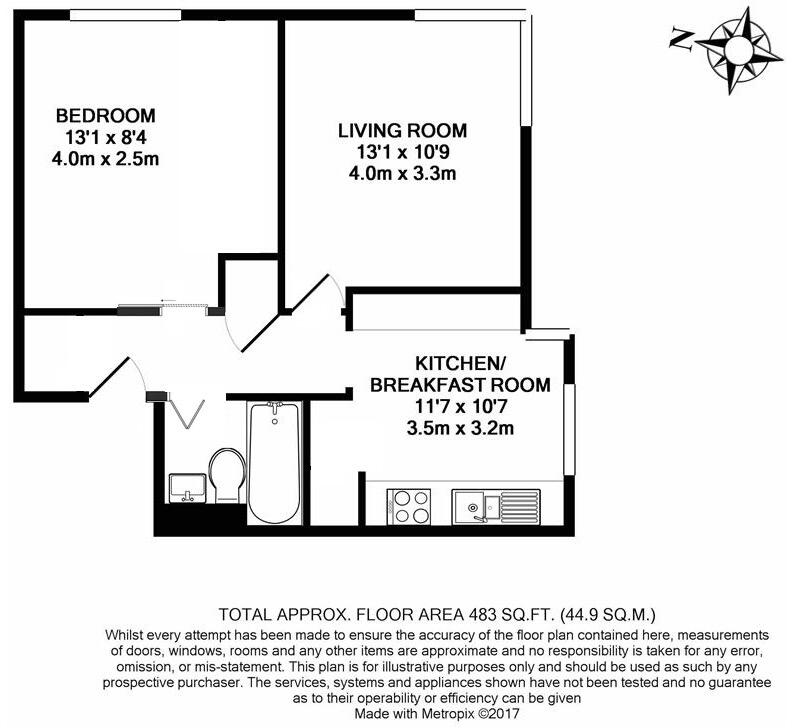 N
BEDROOM
13'1 x 8'4
4.0m x 2.5m
LIVING ROOM
13'1 x 10'9
4.0m x 3.3m
KITCHEN/
BREAKFAST ROOM
11'7 x 10'7
3.5m x 3.2m
TOTAL APPROX. FLOOR AREA 483 SQ.FT. (44.9 SQ.M.)
Whilst every attempt has been made to ensure the accuracy of the floor plan contained here, measurements
of doors, windows, rooms and any other items are approximate and no responsibility is taken for any error,
omission, or mis-statement. This plan is for illustrative purposes only and should be used as such by any
prospective purchaser. The services, systems and appliances shown have not been tested and no guarantee
as to their operability or efficiency can be given
Made with Metropix ©2017